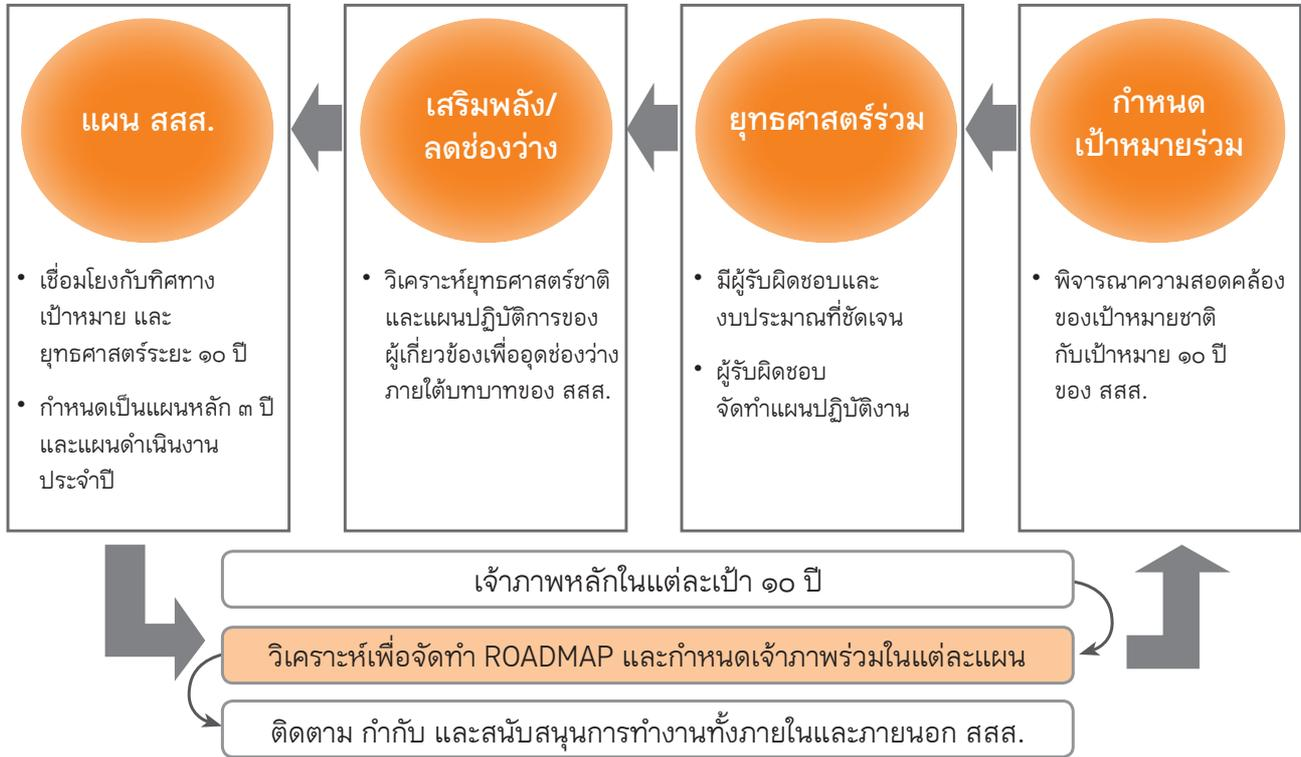 แผน สสส.
• เชื่อมโยงกับทิศทาง
เป้าหมาย และ
ยุทธศาสตร์ระยะ ๑๐ ปี
• กำหนดเป็นแผนหลัก ๓ ปี
และแผนดำเนินงาน
ประจำปี
เสริมพลัง/
ลดช่องว่าง
• วิเคราะห์ยุทธศาสตร์ชาติ
และแผนปฏิบัติการของ
ผู้เกี่ยวข้องเพื่ออุดช่องว่าง
ภายใต้บทบาทของ สสส.
ยุทธศาสตร์ร่วม
• มีผู้รับผิดชอบและ
งบประมาณที่ชัดเจน
• ผู้รับผิดชอบ
จัดทำแผนปฏิบัติงาน
กำหนด
เป้าหมายร่วม
• พิจารณาความสอดคล้อง
ของเป้าหมายชาติ
กับเป้าหมาย ๑๐ ปี
ของ สสส.
เจ้าภาพหลักในแต่ละเป้า ๑๐ ปี
วิเคราะห์เพื่อจัดทำ ROADMAP และกำหนดเจ้าภาพร่วมในแต่ละแผน
ติดตาม กำกับ และสนับสนุนการทำงานทั้งภายในและภายนอก สสส.